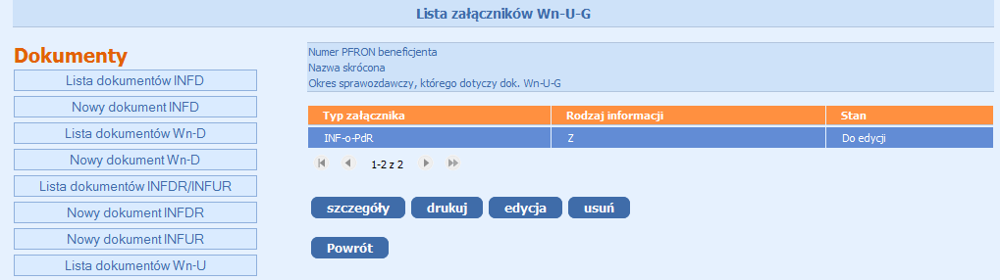 Lista załączników Wn-U-G
Dokumenty
Lista dokumentów INFD
Nowy dokument INFD
Lista dokumentów Wn-D
Nowy dokument Wn-D
Lista dokumentów INFDR/INFUR
Nowy dokument INFDR
Nowy dokument INFUR
Lista dokumentów Wn-U
Numer PFRON beneficjenta
Nazwa skrócona
Okres sprawozdawczy, którego dotyczy dok. Wn-U-G
Typ załącznika Rodzaj informacji Stan
INF-o-PdR Z Do edycji
1-2 z 2
szczegóły drukuj edycja usuń
Powrót